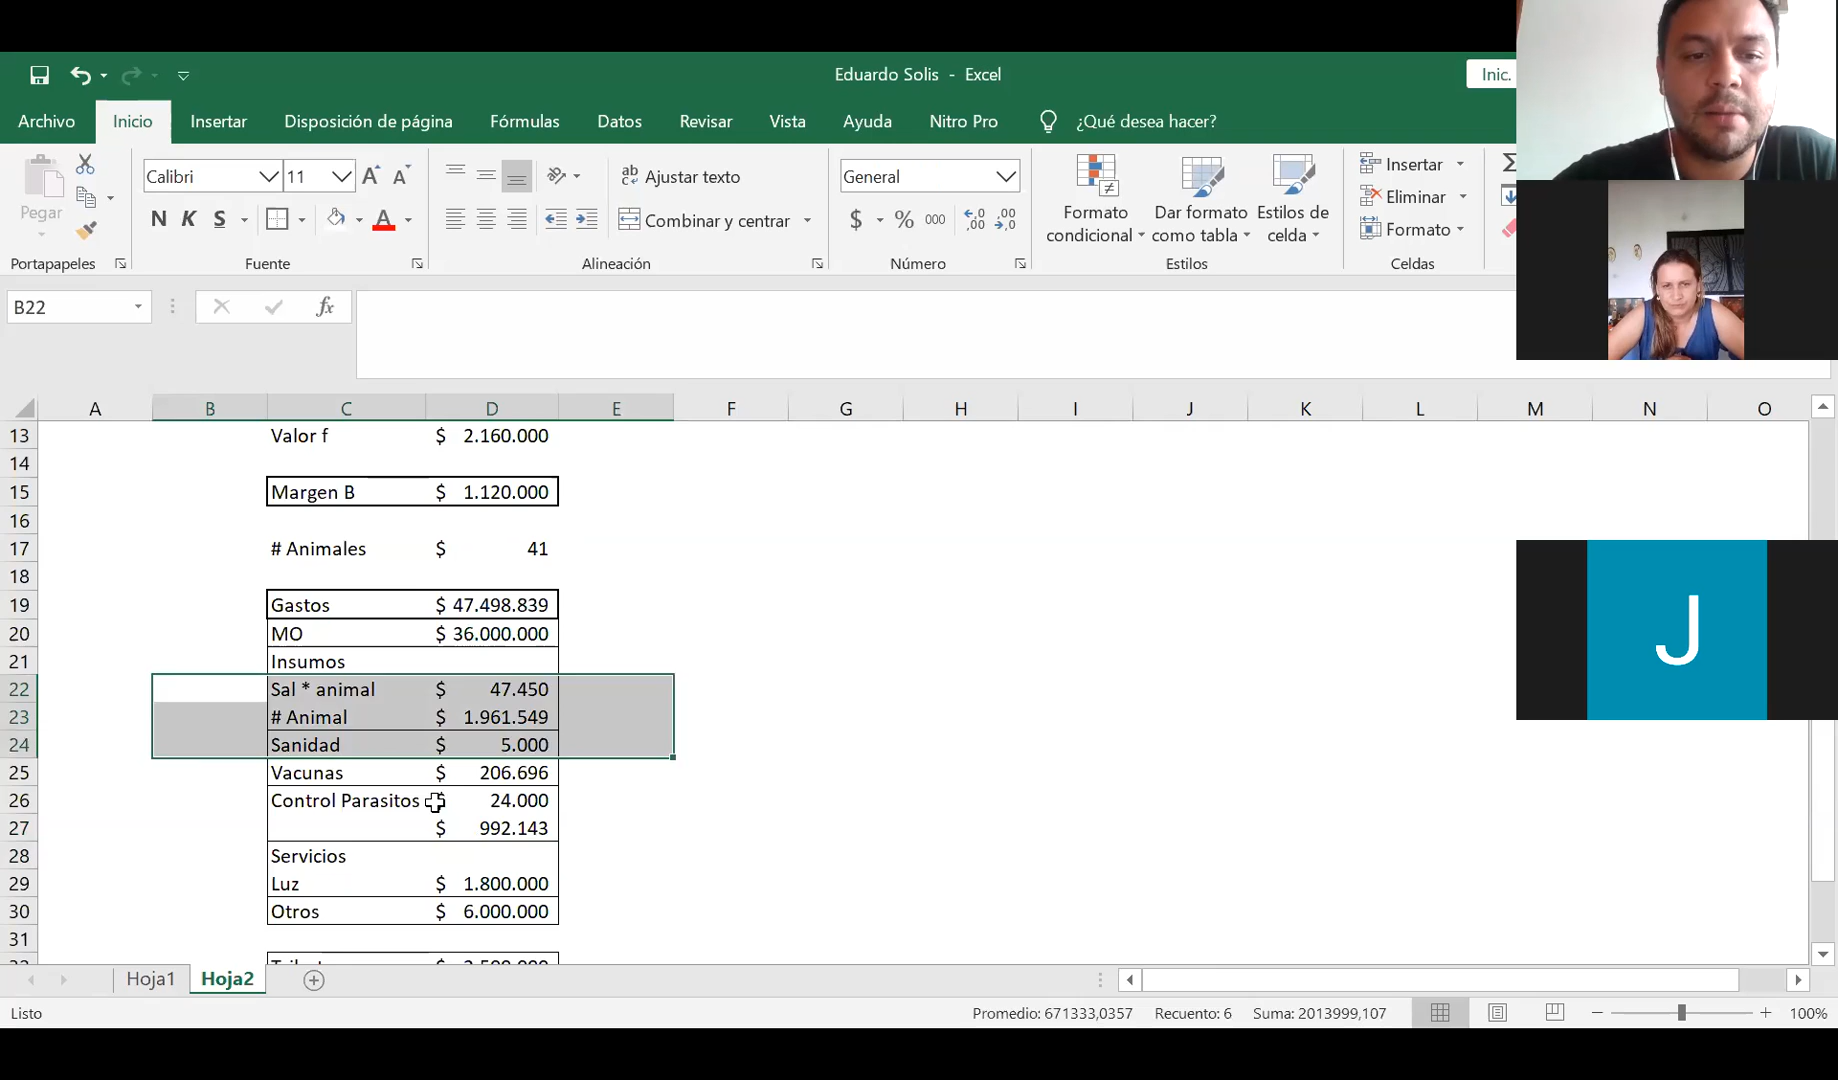 Eduardo Solis - Excel
Inic.
Archivo
Inicio
Insertar
Disposición de página
Fórmulas
Datos
Revisar
Vista
Ayuda
Nitro Pro
¿Qué desea hacer?
Pegar
Portapapeles
Calibri
11
N K S
Fuente
Ajustar texto
Combinar y centrar
Alineación
General
$ % 000
Número
Formato
condicional
Dar formato
como tabla
Estilos de
celda
Estilos
Insertar
Eliminar
Formato
Celdas
B22
fx
A B C D E F G H I J K L M N O
13 Valor f $ 2.160.000
14
15 Margen B $ 1.120.000
16
17 # Animales $ 41
18
19 Gastos $ 47.498.839
20 MO $ 36.000.000
21 Insumos
22 Sal * animal $ 47.450
23 # Animal $ 1.961.549
24 Sanidad $ 5.000
25 Vacunas $ 206.696
26 Control Parasitos 24.000
27 $ 992.143
28 Servicios
29 Luz $ 1.800.000
30 Otros $ 6.000.000
31
J
Hoja1
Hoja2
Listo
Promedio: 671333,0357
Recuento: 6
Suma: 2013999,107
100%